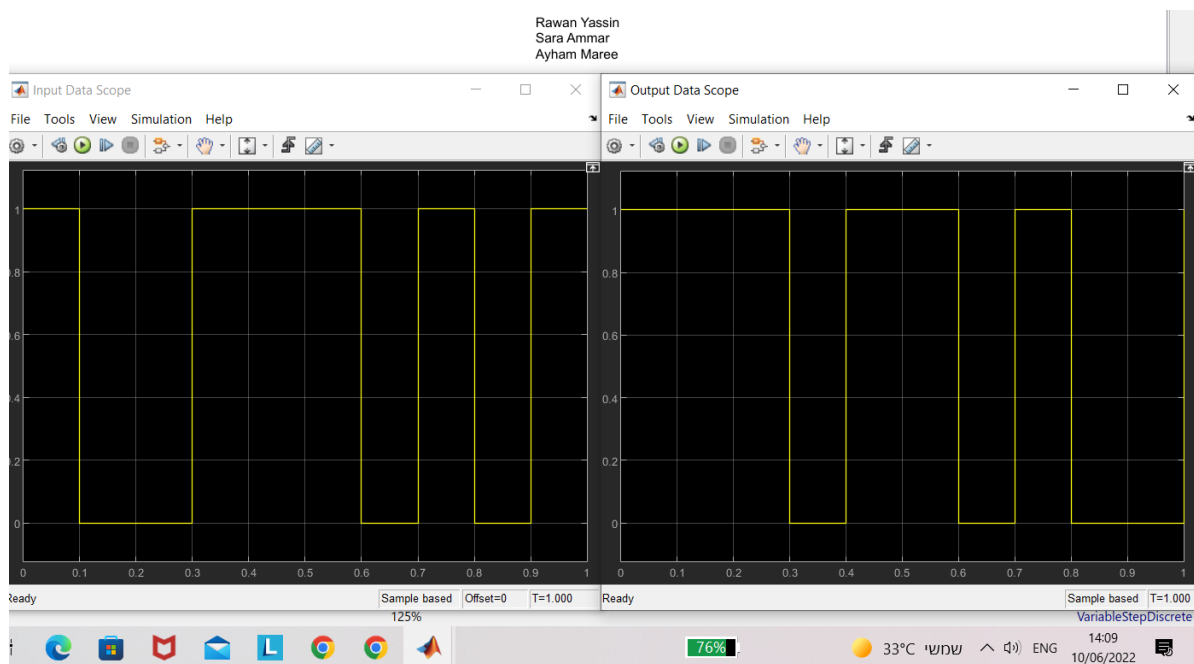 Rawan Yassin
Sara Ammar
Ayham Maree
Input Data Scope
File Tools View Simulation Help
1
.8
.6
.4
.2
0
0 0.1 0.2 0.3 0.4 0.5 0.6 0.7 0.8 0.9 1
Ready
Sample based Offset=0 T=1.000
Output Data Scope
File Tools View Simulation Help
1
0.8
0.6
0.4
0.2
0
0 0.1 0.2 0.3 0.4 0.5 0.6 0.7 0.8 0.9 1
Ready
Sample based T=1.000
125%
VariableStepDiscrete
L
76%
33°C שמשי
ENG
14:09
10/06/2022